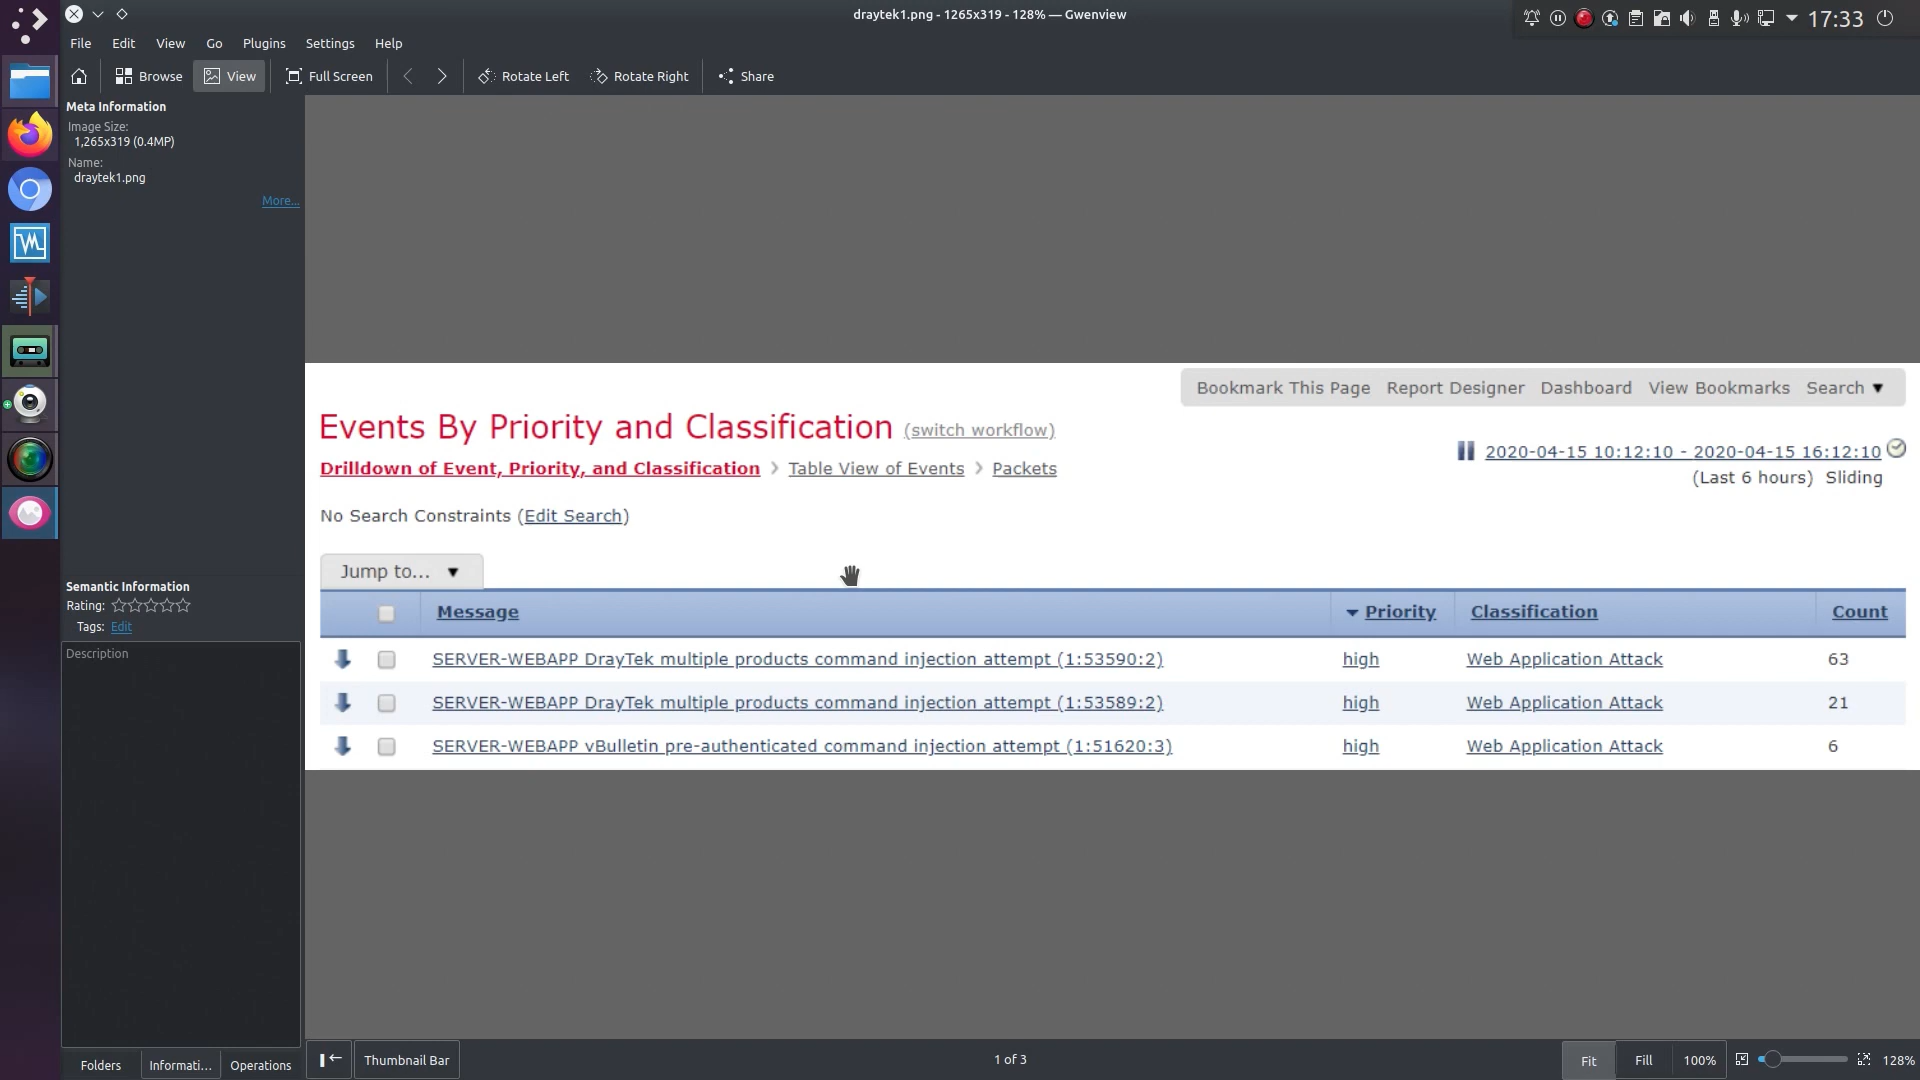 draytek1.png - 1265x319 - 128% — Gwenview
17:33
File Edit View Go Plugins Settings Help
Browse View Full Screen Rotate Left Rotate Right Share
Meta Information
Image Size:
1,265x319 (0.4MP)
Name:
draytek1.png
More...
Bookmark This Page Report Designer Dashboard View Bookmarks Search
Events By Priority and Classification (switch workflow)
2020-04-15 10:12:10 - 2020-04-15 16:12:10
Drilldown of Event, Priority, and Classification > Table View of Events > Packets
(Last 6 hours) Sliding
No Search Constraints (Edit Search)
Jump to...
Message Priority Classification Count
SERVER-WEBAPP DrayTek multiple products command injection attempt (1:53590:2) high Web Application Attack 63
SERVER-WEBAPP DrayTek multiple products command injection attempt (1:53589:2) high Web Application Attack 21
SERVER-WEBAPP vBulletin pre-authenticated command injection attempt (1:51620:3) high Web Application Attack 6
Semantic Information
Rating:
Tags: Edit
Description
Folders Informati... Operations
Thumbnail Bar
1 of 3
Fit Fill 100% 128%